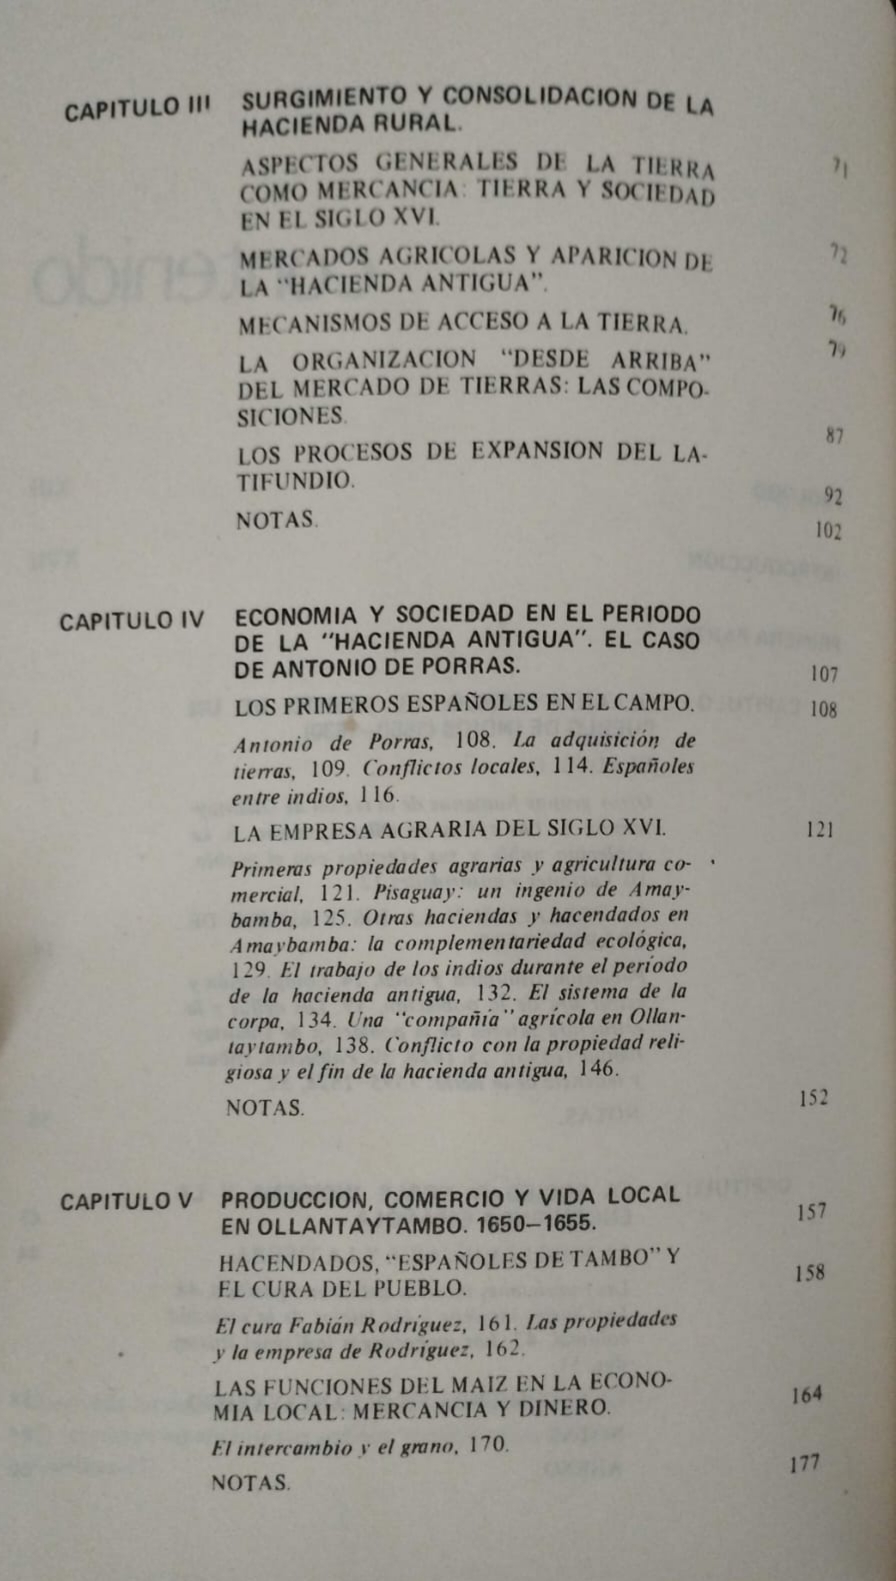 CAPITULO III SURGIMIENTO Y CONSOLIDACION DE LA
HACIENDA RURAL. 71
ASPECTOS GENERALES DE LA TIERRA
COMO MERCANCIA: TIERRA Y SOCIEDAD
EN EL SIGLO XVI. 72
MERCADOS AGRICOLAS Y APARICION DE
LA “HACIENDA ANTIGUA”. 76
MECANISMOS DE ACCESO A LA TIERRA. 79
LA ORGANIZACION “DESDE ARRIBA”
DEL MERCADO DE TIERRAS: LAS COMPO-
SICIONES. 87
LOS PROCESOS DE EXPANSION DEL LA-
TIFUNDIO. 92
NOTAS. 102
CAPITULO IV ECONOMIA Y SOCIEDAD EN EL PERIODO
DE LA “HACIENDA ANTIGUA”. EL CASO
DE ANTONIO DE PORRAS. 107
LOS PRIMEROS ESPAÑOLES EN EL CAMPO. 108
Antonio de Porras, 108. La adquisición de
tierras, 109. Conflictos locales, 114. Españoles
entre indios, 116.
LA EMPRESA AGRARIA DEL SIGLO XVI. 121
Primeras propiedades agrarias y agricultura co-
mercial, 121. Pisaguay: un ingenio de Amay-
bamba, 125. Otras haciendas y hacendados en
Amaybamba: la complementariedad ecológica,
129. El trabajo de los indios durante el período
de la hacienda antigua, 132. El sistema de la
corpa, 134. Una “compañía” agrícola en Ollan-
taytambo, 138. Conflicto con la propiedad reli-
giosa y el fin de la hacienda antigua, 146.
NOTAS. 152
CAPITULO V PRODUCCION, COMERCIO Y VIDA LOCAL
EN OLLANTAYTAMBO. 1650–1655. 157
HACENDADOS, “ESPAÑOLES DE TAMBO” Y
EL CURA DEL PUEBLO. 158
El cura Fabián Rodríguez, 161. Las propiedades
y la empresa de Rodríguez, 162.
LAS FUNCIONES DEL MAIZ EN LA ECONO-
MIA LOCAL: MERCANCIA Y DINERO. 164
El intercambio y el grano, 170.
NOTAS. 177